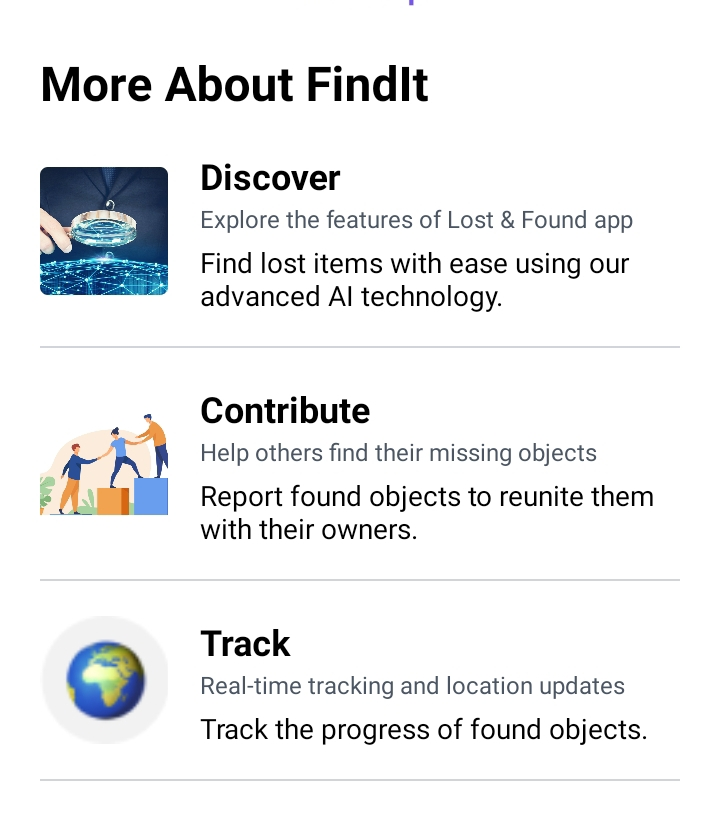 More About FindIt
Discover
Explore the features of Lost & Found app
Find lost items with ease using our
advanced AI technology.
Contribute
Help others find their missing objects
Report found objects to reunite them
with their owners.
Track
Real-time tracking and location updates
Track the progress of found objects.